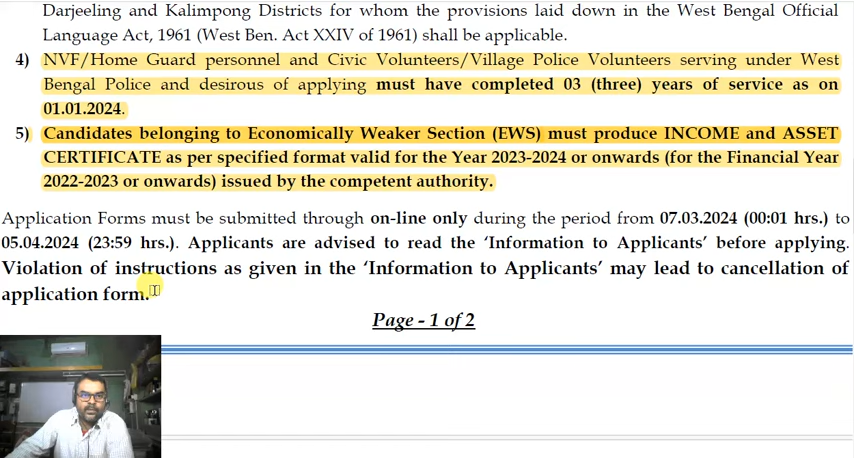 Darjeeling and Kalimpong Districts for whom the provisions laid down in the West Bengal Official
Language Act, 1961 (West Ben. Act XXIV of 1961) shall be applicable.
4) NVF/Home Guard personnel and Civic Volunteers/Village Police Volunteers serving under West
Bengal Police and desirous of applying must have completed 03 (three) years of service as on
01.01.2024.
5) Candidates belonging to Economically Weaker Section (EWS) must produce INCOME and ASSET
CERTIFICATE as per specified format valid for the Year 2023-2024 or onwards (for the Financial Year
2022-2023 or onwards) issued by the competent authority.
Application Forms must be submitted through on-line only during the period from 07.03.2024 (00:01 hrs.) to
05.04.2024 (23:59 hrs.). Applicants are advised to read the ‘Information to Applicants’ before applying.
Violation of instructions as given in the ‘Information to Applicants’ may lead to cancellation of
application form.
Page - 1 of 2